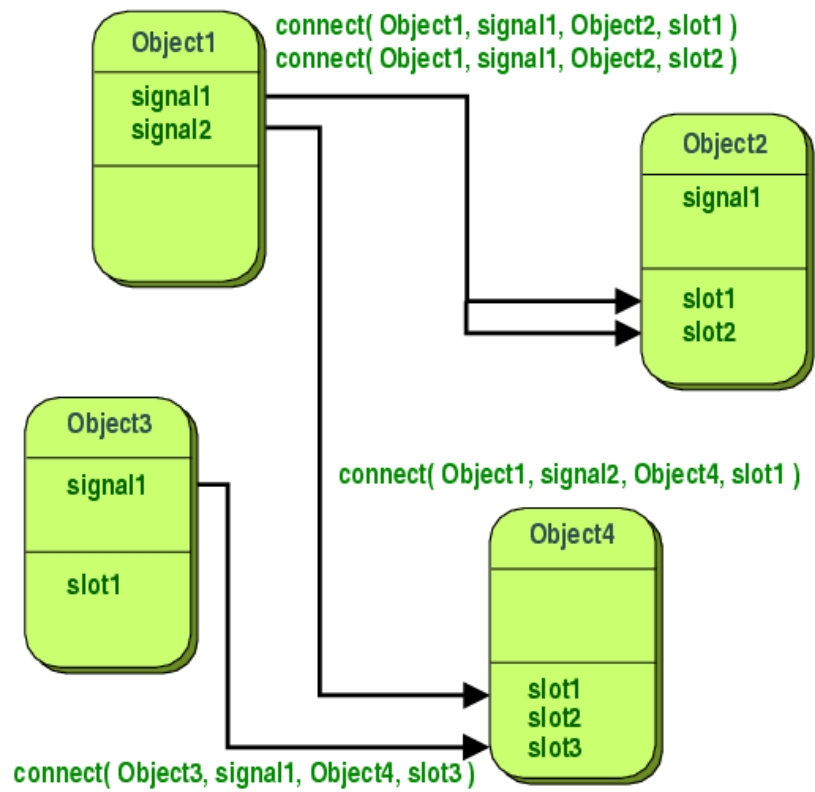 connect( Object1, signal1, Object2, slot1 )
connect( Object1, signal1, Object2, slot2 )
Object1
signal1
signal2
Object2
signal1
slot1
slot2
Object3
signal1
slot1
connect( Object1, signal2, Object4, slot1 )
Object4
slot1
slot2
slot3
connect( Object3, signal1, Object4, slot3 )